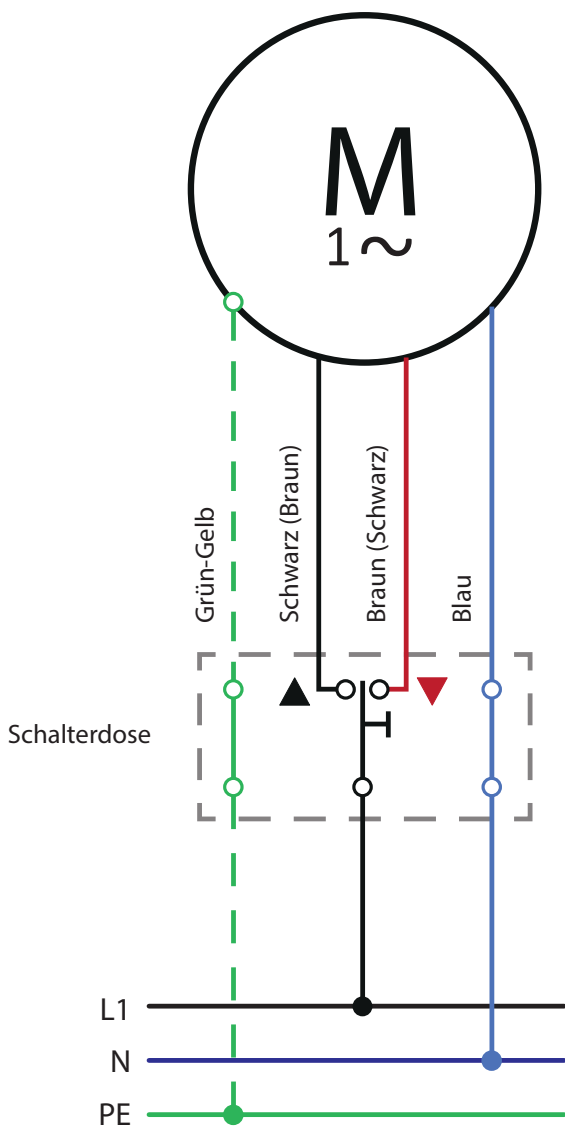 M
1~
Grün-Gelb
Schwarz (Braun)
Braun (Schwarz)
Blau
Schalterdose
L1
N
PE